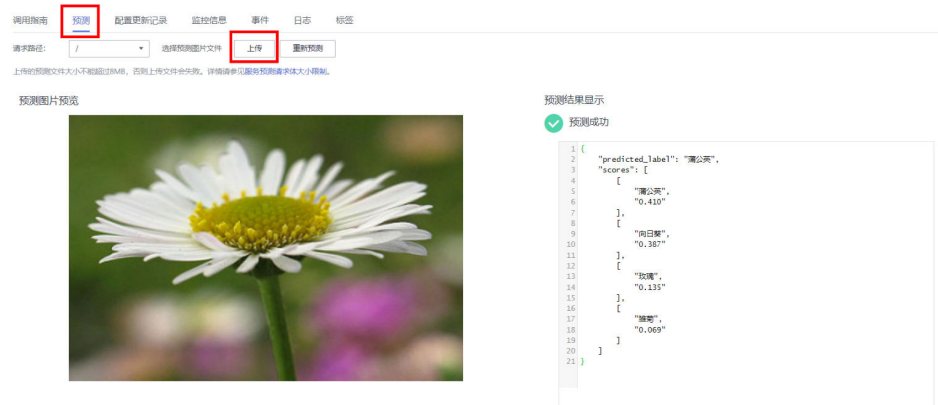 调用指南 预测 配置更新记录 监控信息 事件 日志 标签
请求路径: / 选择预测图片文件 上传 重新预测
上传的预测文件大小不能超过8MB，否则上传文件会失败。详情请参见服务预测请求体大小限制。
预测图片预览 预测结果显示
预测成功
1 {
2 "predicted_label": "蒲公英",
3 "scores": [
4 [
5 "蒲公英",
6 "0.410"
7 ],
8 [
9 "向日葵",
10 "0.387"
11 ],
12 [
13 "玫瑰",
14 "0.135"
15 ],
16 [
17 "雏菊",
18 "0.069"
19 ]
20 ]
21 }